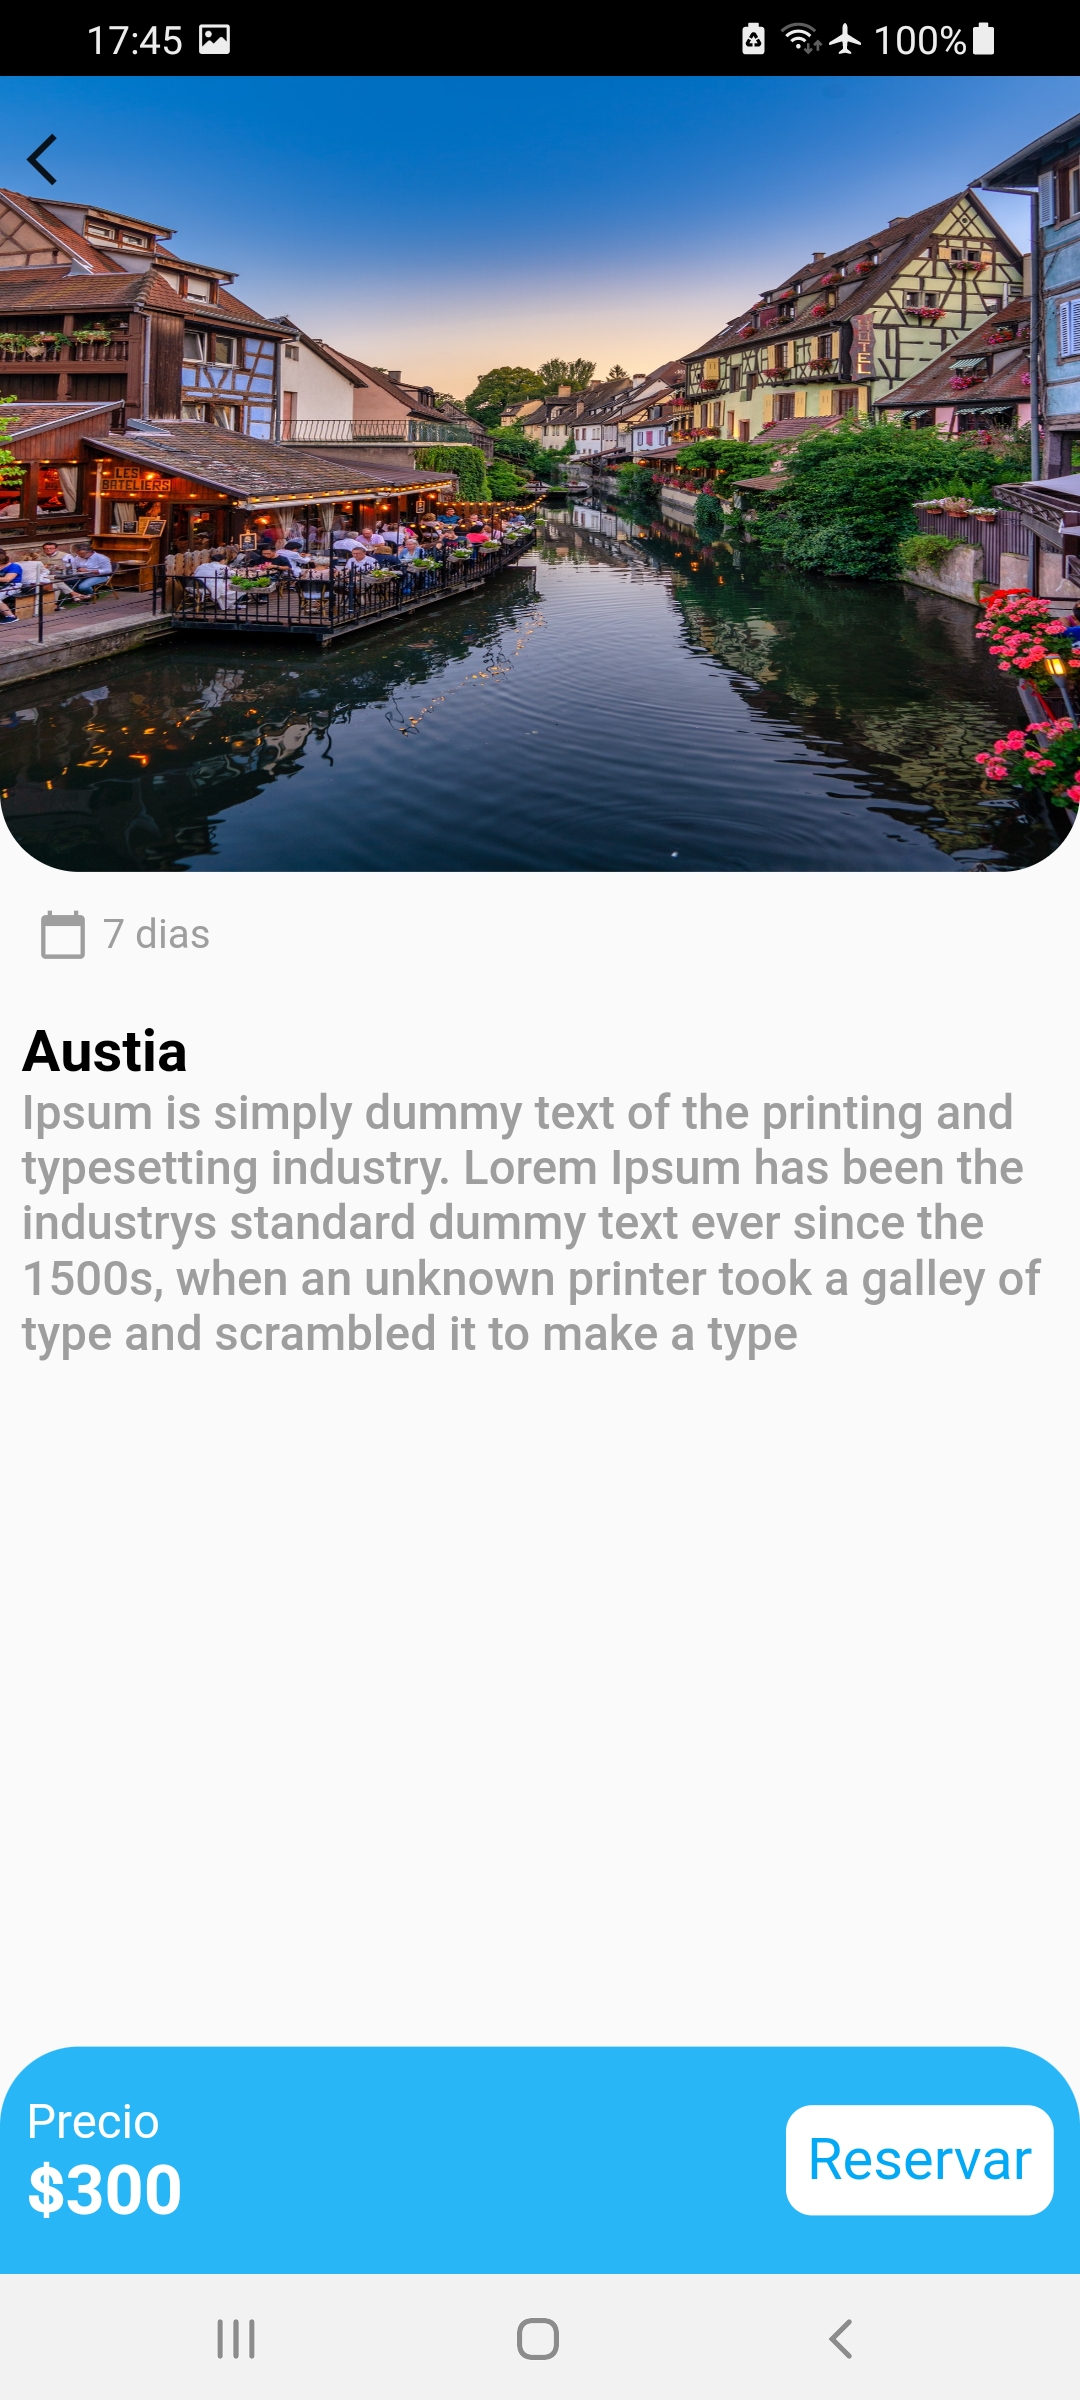 17:45
100%
HOTEL
LES
BATELIERS
7 dias
Austia
Ipsum is simply dummy text of the printing and
typesetting industry. Lorem Ipsum has been the
industrys standard dummy text ever since the
1500s, when an unknown printer took a galley of
type and scrambled it to make a type
Precio
$300
Reservar